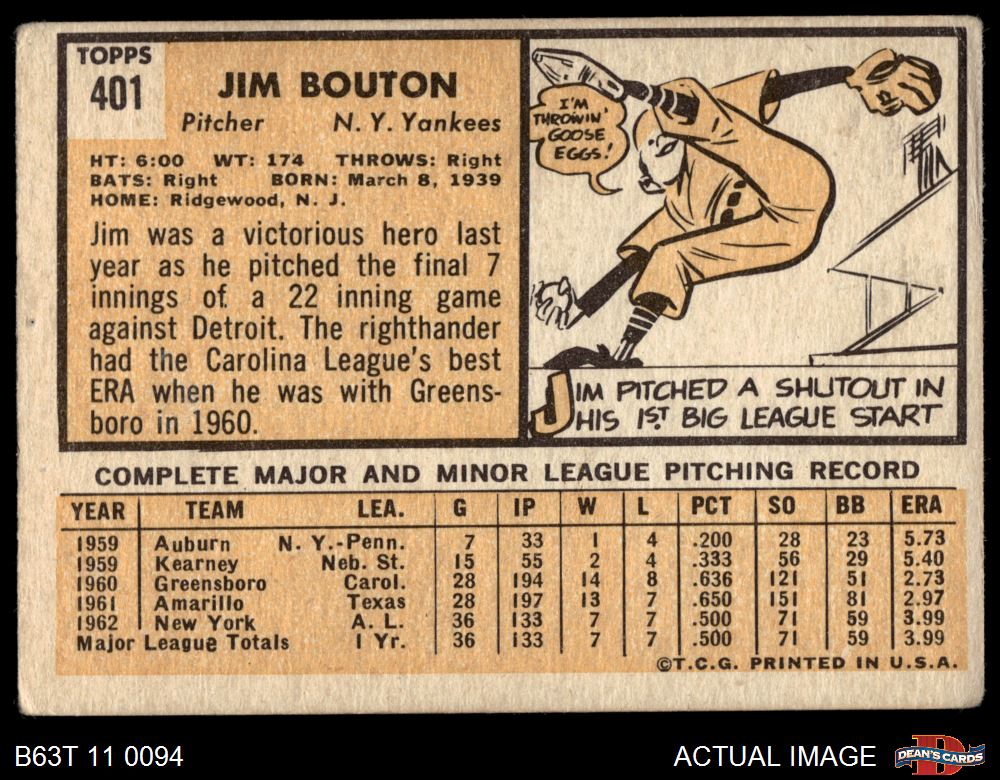 TOPPS
401
JIM BOUTON
Pitcher N. Y. Yankees
HT: 6:00 WT: 174 THROWS: Right
BATS: Right BORN: March 8, 1939
HOME: Ridgewood, N. J.
Jim was a victorious hero last
year as he pitched the final 7
innings of a 22 inning game
against Detroit. The righthander
had the Carolina League's best
ERA when he was with Greens-
boro in 1960.
I'M
THROWIN'
GOOSE
EGGS!
JIM PITCHED A SHUTOUT IN
HIS 1ST BIG LEAGUE START
COMPLETE MAJOR AND MINOR LEAGUE PITCHING RECORD
YEAR TEAM LEA. G IP W L PCT SO BB ERA
1959 Auburn N. Y.-Penn. 7 33 1 4 .200 28 23 5.73
1959 Kearney Neb. St. 15 55 2 4 .333 56 29 5.40
1960 Greensboro Carol. 28 194 14 8 .636 121 51 2.73
1961 Amarillo Texas 28 197 13 7 .650 151 81 2.97
1962 New York A. L. 36 133 7 7 .500 71 59 3.99
Major League Totals 1 Yr. 36 133 7 7 .500 71 59 3.99
©T.C.G. PRINTED IN U.S.A.
B63T 11 0094 ACTUAL IMAGE DEAN'S CARDS